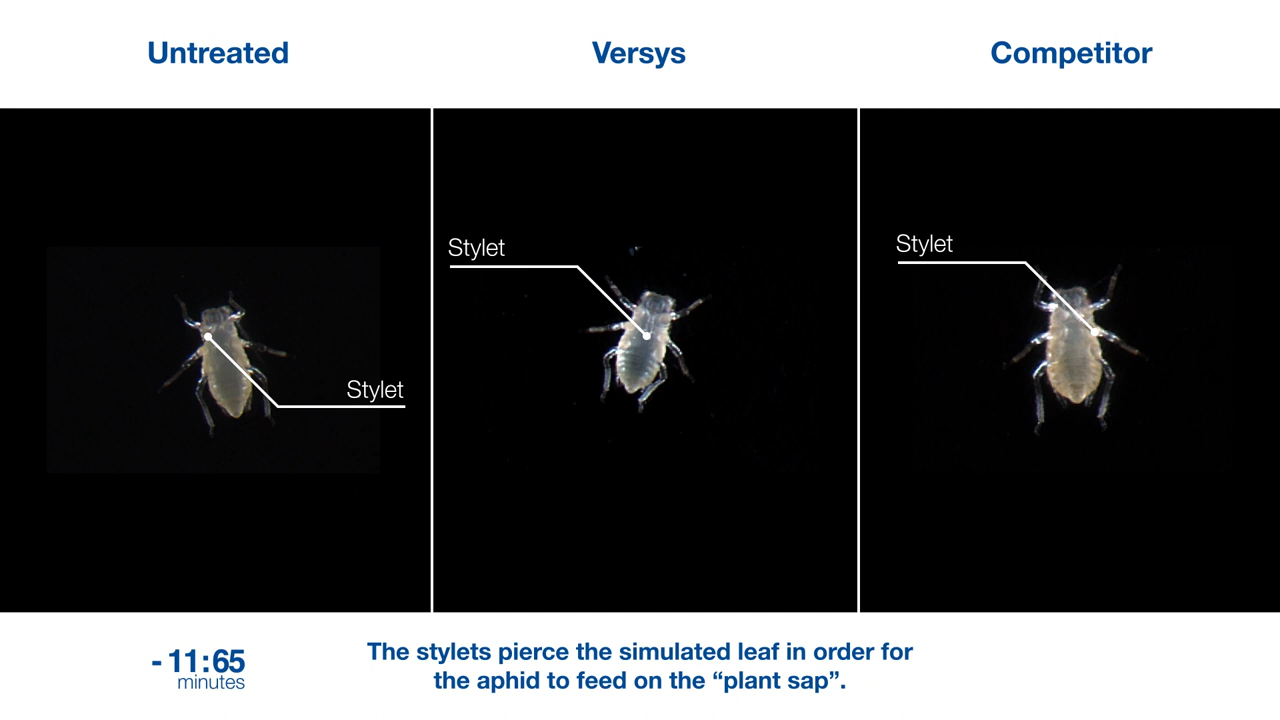 Untreated
Versys
Competitor
Stylet
Stylet
Stylet
- 11:65
minutes
The stylets pierce the simulated leaf in order for
the aphid to feed on the “plant sap”.